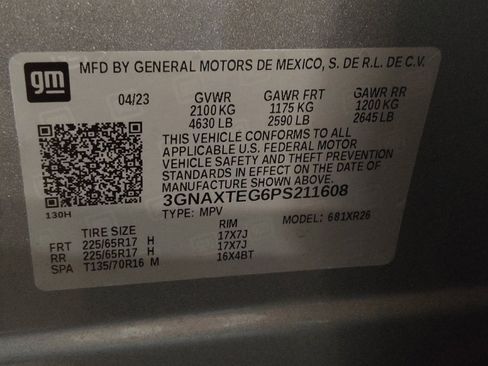 gm
MFD BY GENERAL MOTORS DE MEXICO, S. DE R.L. DE C.V.
04/23 GVWR GAWR FRT GAWR RR
2100 KG 1175 KG 1200 KG
4630 LB 2590 LB 2645 LB
THIS VEHICLE CONFORMS TO ALL
APPLICABLE U.S. FEDERAL MOTOR
VEHICLE SAFETY AND THEFT PREVENTION
STANDARDS IN EFFECT ON THE DATE OF
MANUFACTURE SHOWN ABOVE.
3GNAXTEG6PS211608
130H
TYPE: MPV MODEL: 681XR26
TIRE SIZE RIM
FRT 225/65R17 H 17X7J
RR 225/65R17 H 17X7J
SPA T135/70R16 M 16X4BT